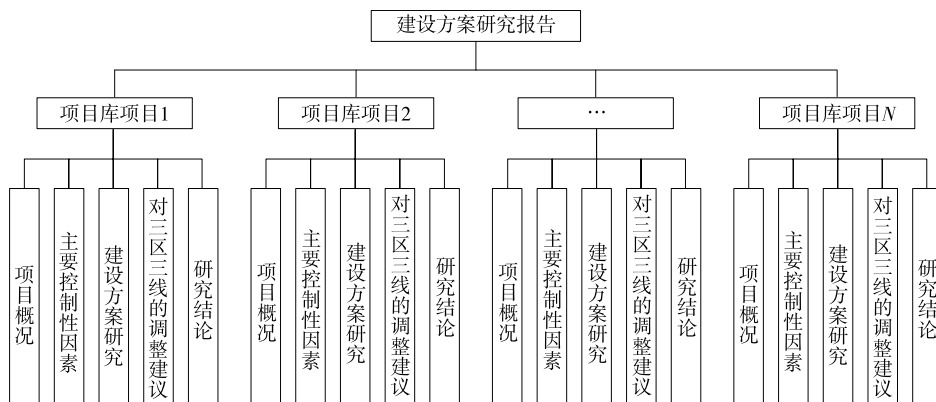 建设方案研究报告
项目库项目1
项目库项目2
…
项目库项目N
项目概况
主要控制性因素
建设方案研究
对三区三线的调整建议
研究结论
项目概况
主要控制性因素
建设方案研究
对三区三线的调整建议
研究结论
项目概况
主要控制性因素
建设方案研究
对三区三线的调整建议
研究结论
项目概况
主要控制性因素
建设方案研究
对三区三线的调整建议
研究结论